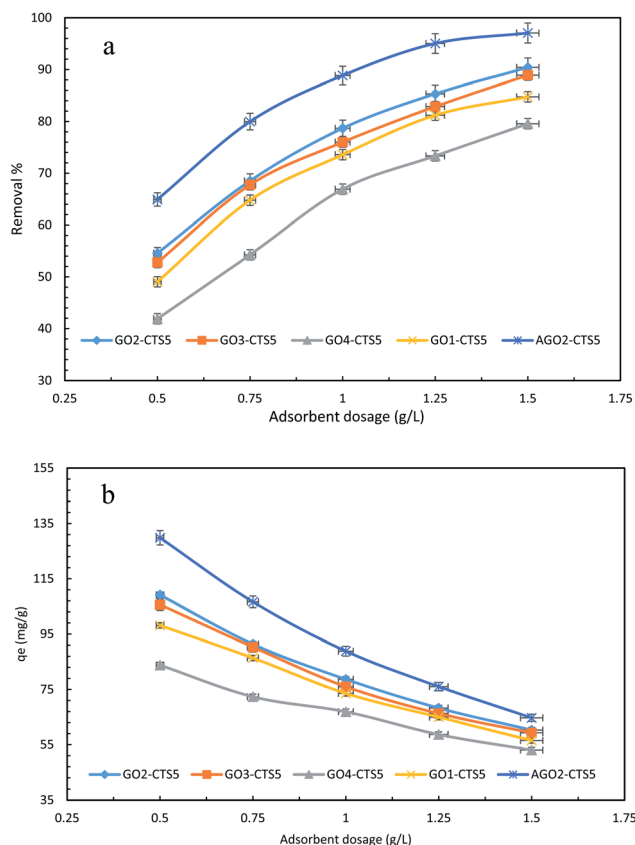 a
100
90
80
70
60
50
40
30
Removal %
GO2-CTS5 GO3-CTS5 GO4-CTS5 GO1-CTS5 AGO2-CTS5
0.25 0.5 0.75 1 1.25 1.5 1.75
Adsorbent dosage (g/L)
b
155
135
115
95
75
55
35
qe (mg/g)
GO2-CTS5 GO3-CTS5 GO4-CTS5 GO1-CTS5 AGO2-CTS5
0.25 0.5 0.75 1 1.25 1.5 1.75
Adsorbent dosage (g/L)